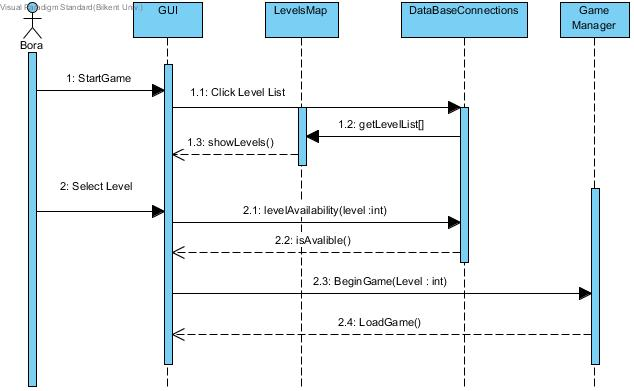 Visual Paradigm Standard(Bilkent Univ.)
GUI
LevelsMap
DataBaseConnections
Game
Manager
Bora
1: StartGame
1.1: Click Level List
1.2: getLevelList[]
1.3: showLevels()
2: Select Level
2.1: levelAvailability(level :int)
2.2: isAvalible()
2.3: BeginGame(Level : int)
2.4: LoadGame()